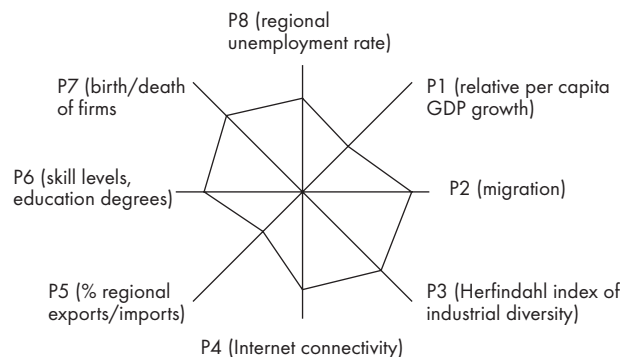 P8 (regional
unemployment rate)
P7 (birth/death
of firms
P1 (relative per capita
GDP growth)
P6 (skill levels,
education degrees)
P2 (migration)
P5 (% regional
exports/imports)
P3 (Herfindahl index of
industrial diversity)
P4 (Internet connectivity)